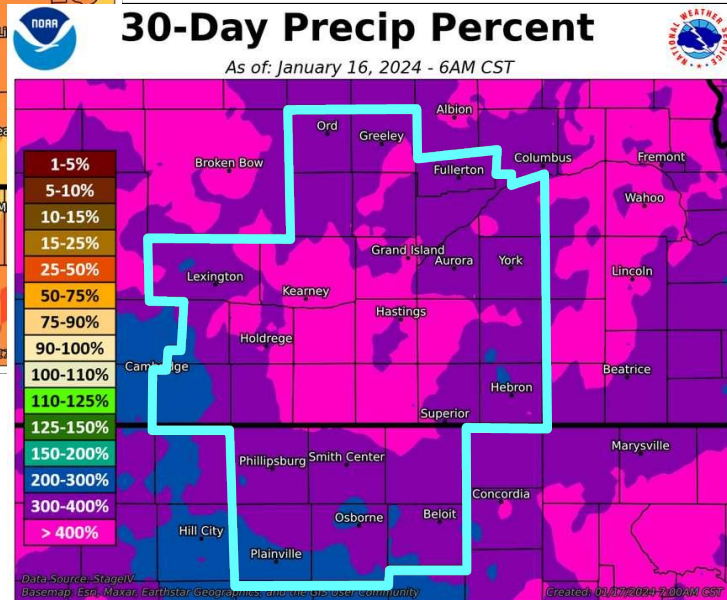 30-Day Precip Percent
As of: January 16, 2024 - 6AM CST
NOAA
NATIONAL WEATHER SERVICE
Albion
Ord
Greeley
Broken Bow
Columbus
Fremont
Fullerton
Wahoo
Grand Island
Aurora
York
Lexington
Lincoln
Kearney
Hastings
Holdrege
Cambridge
Beatrice
Hebron
Superior
Marysville
Phillipsburg
Smith Center
Concordia
Osborne
Beloit
Hill City
Plainville
1-5%
5-10%
10-15%
15-25%
25-50%
50-75%
75-90%
90-100%
100-110%
110-125%
125-150%
150-200%
200-300%
300-400%
> 400%
Data Source: StageIV
Basemap: Esri, Maxar, Earthstar Geographics, and the GIS User Community
Created: 01/17/2024 7:00AM CST